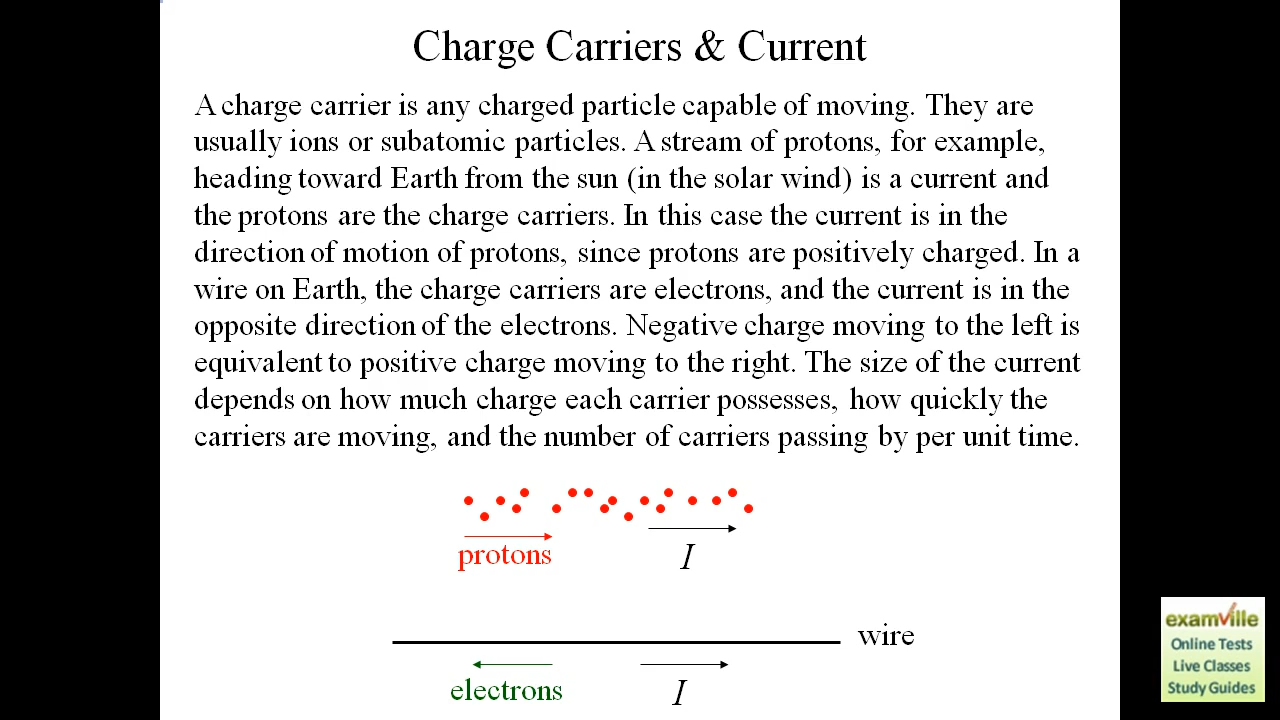 Charge Carriers & Current
A charge carrier is any charged particle capable of moving. They are
usually ions or subatomic particles. A stream of protons, for example,
heading toward Earth from the sun (in the solar wind) is a current and
the protons are the charge carriers. In this case the current is in the
direction of motion of protons, since protons are positively charged. In a
wire on Earth, the charge carriers are electrons, and the current is in the
opposite direction of the electrons. Negative charge moving to the left is
equivalent to positive charge moving to the right. The size of the current
depends on how much charge each carrier possesses, how quickly the
carriers are moving, and the number of carriers passing by per unit time.
protons
I
wire
electrons
I
examville
Online Tests
Live Classes
Study Guides